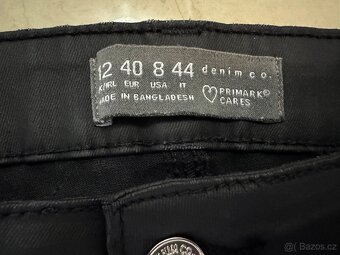 12 40 8 44 denim co.
UK/IRL EUR USA IT PRIMARK®
MADE IN BANGLADESH CARES
Bazos.cz